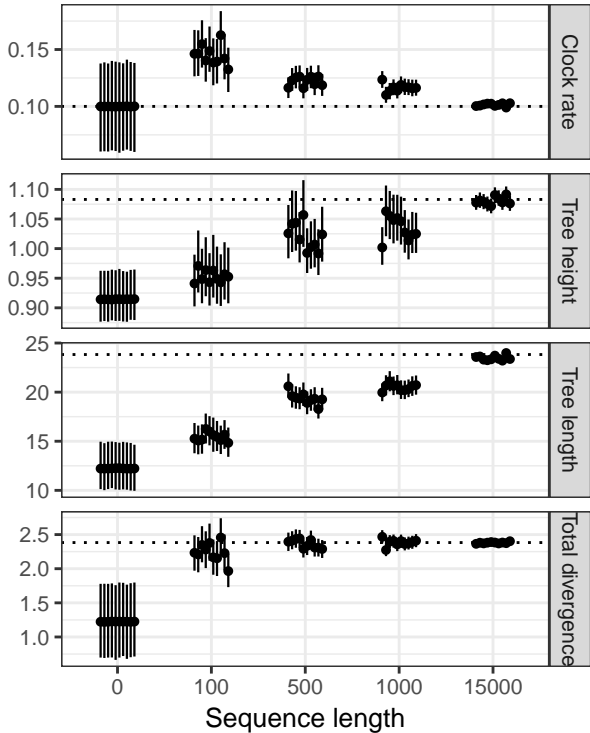 0.15
0.10
Clock rate
1.10
1.05
1.00
0.95
0.90
Tree height
25
20
15
10
Tree length
2.5
2.0
1.5
1.0
Total divergence
0 100 500 1000 15000
Sequence length